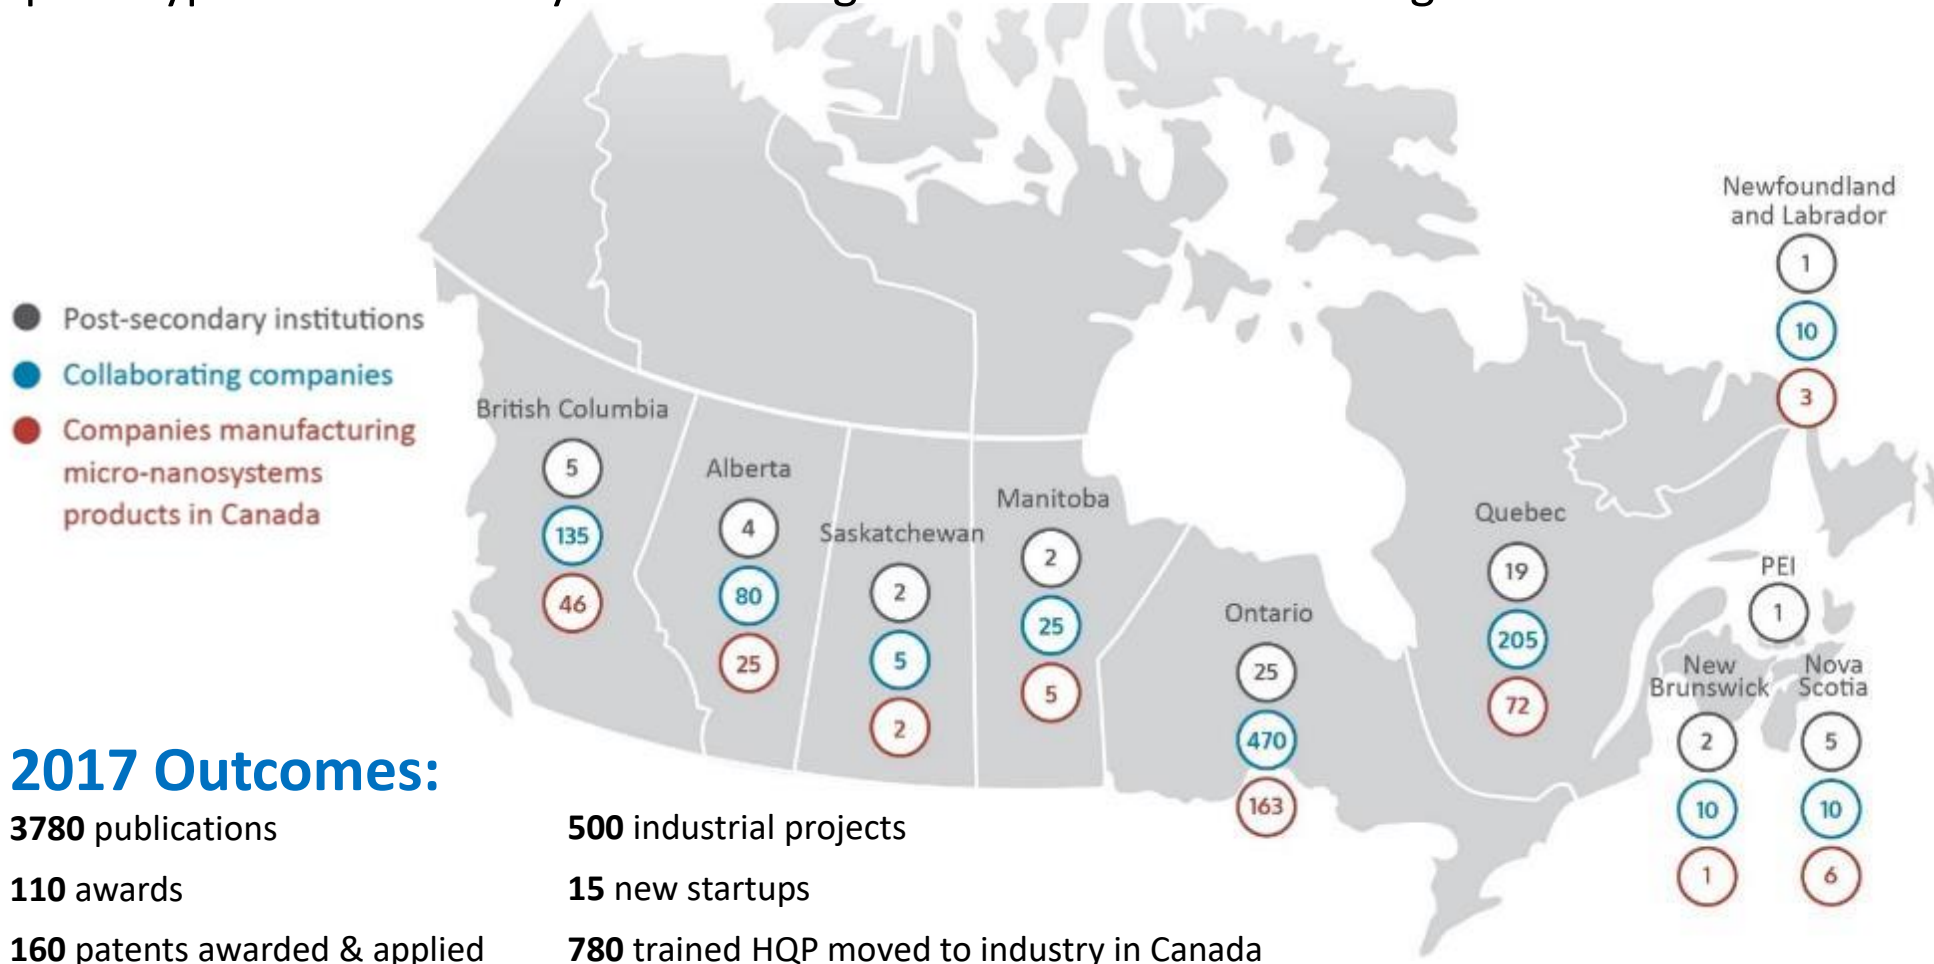 Newfoundland
and Labrador
1
10
3
Post-secondary institutions
Collaborating companies
Companies manufacturing
micro-nanosystems
products in Canada
British Columbia
5
135
46
Alberta
4
80
25
Saskatchewan
2
5
2
Manitoba
2
25
5
Ontario
25
470
163
Quebec
19
205
72
PEI
1
New
Brunswick
2
10
1
Nova
Scotia
5
10
6
2017 Outcomes:
3780 publications
110 awards
160 patents awarded & applied
500 industrial projects
15 new startups
780 trained HQP moved to industry in Canada